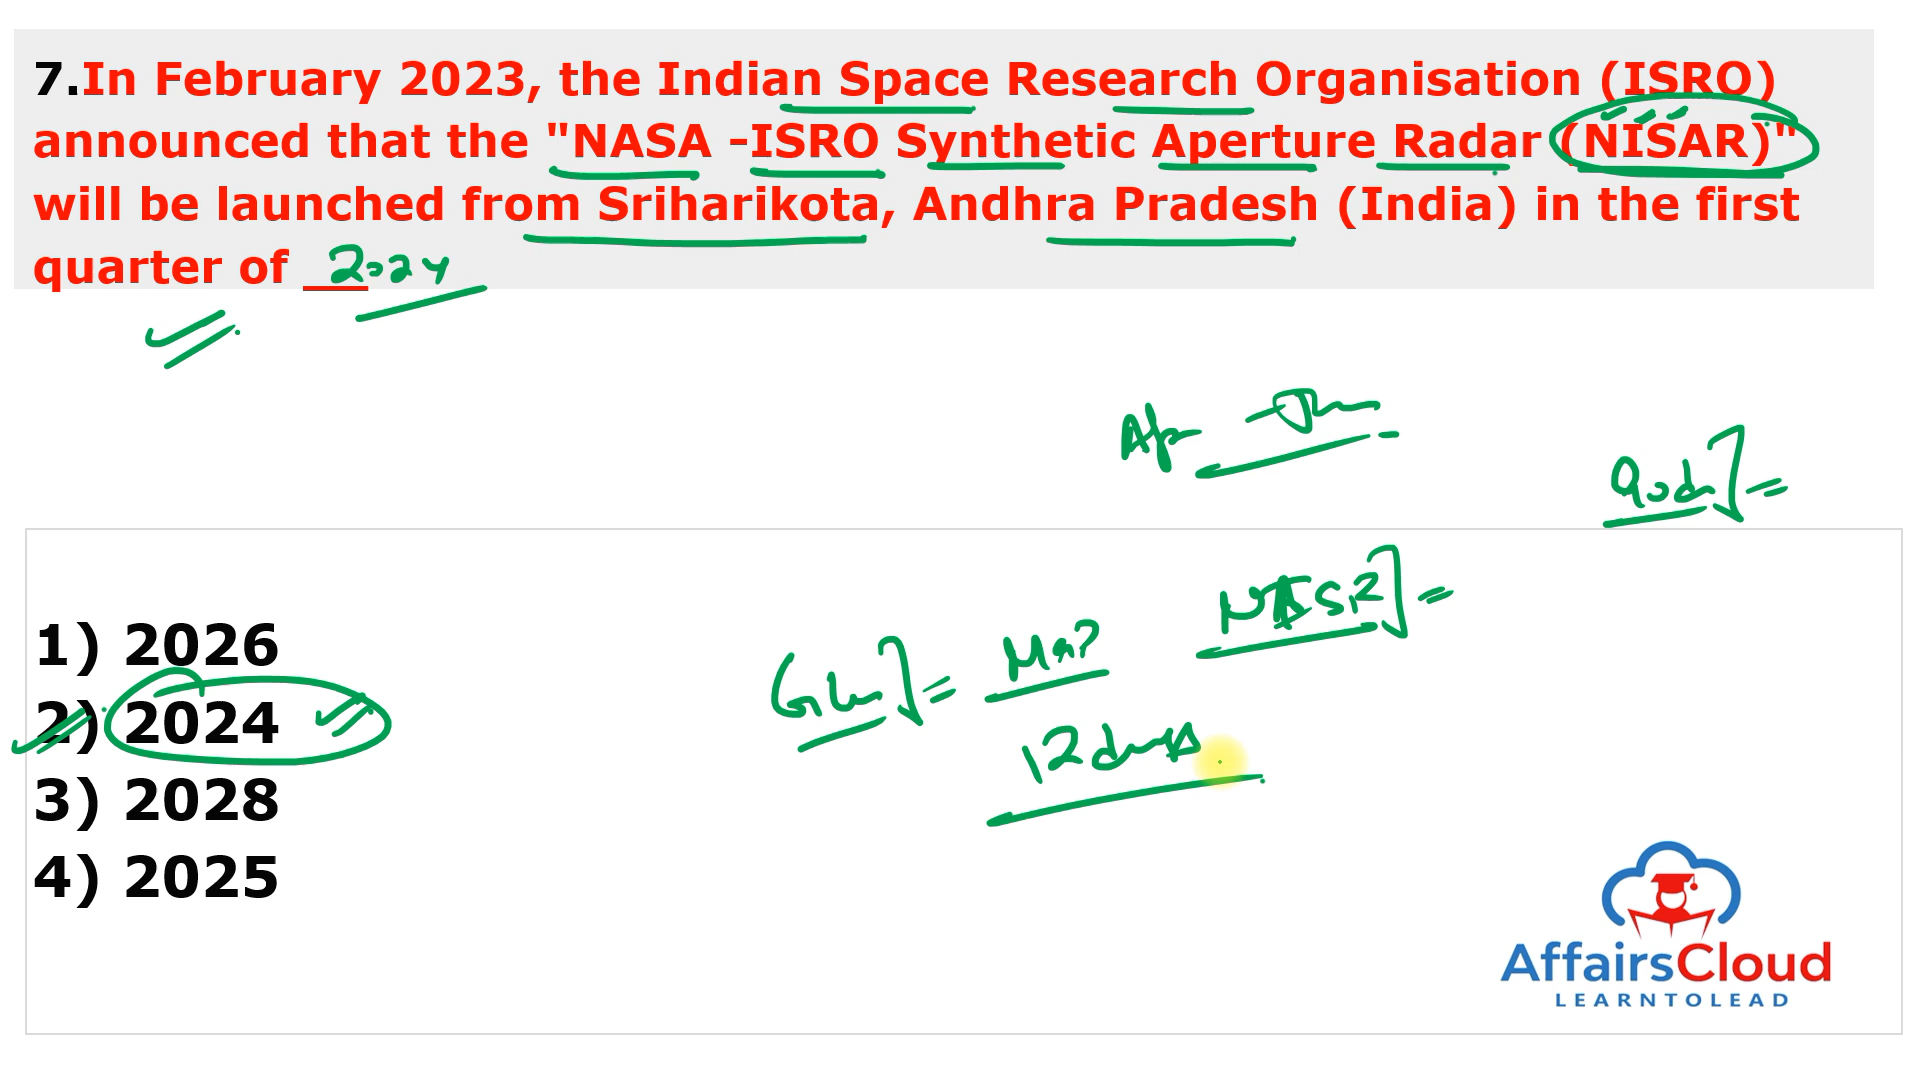 7.In February 2023, the Indian Space Research Organisation (ISRO)
announced that the "NASA -ISRO Synthetic Aperture Radar (NISAR)"
will be launched from Sriharikota, Andhra Pradesh (India) in the first
quarter of ___ 2024
1) 2026
2) 2024
3) 2028
4) 2025
12 days
AffairsCloud
LEARNTOLEAD